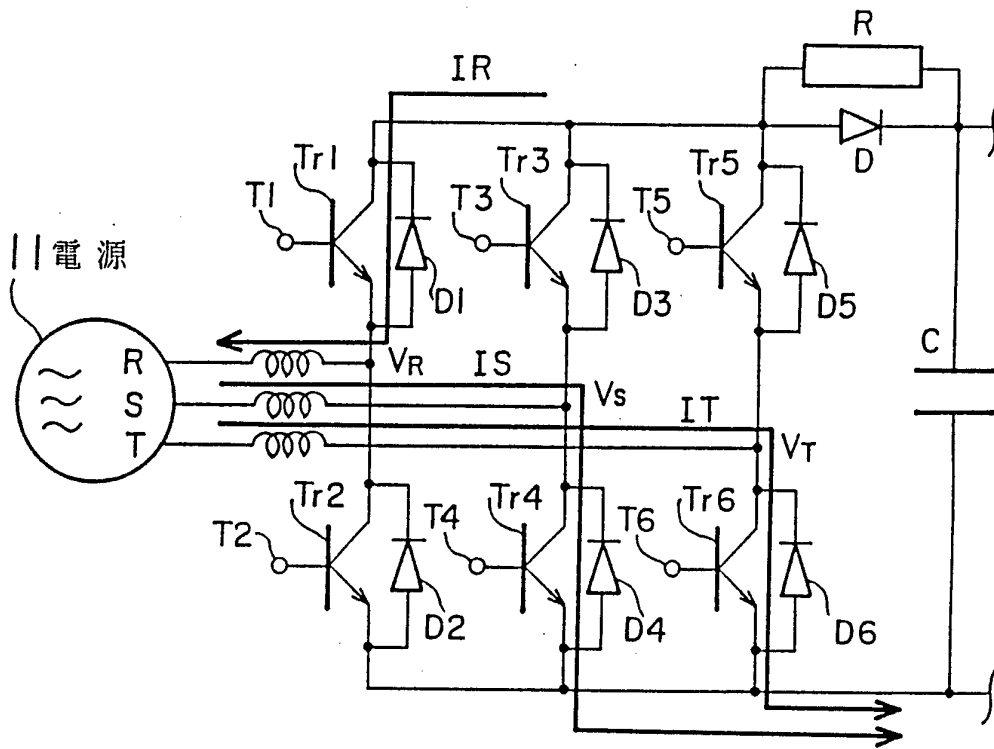 R
IR
D
Tr1
Tr3
Tr5
T1
T3
T5
11電源
D1
D3
D5
R
VR
IS
VS
C
S
IT
T
VT
Tr2
Tr4
Tr6
T2
T4
T6
D2
D4
D6